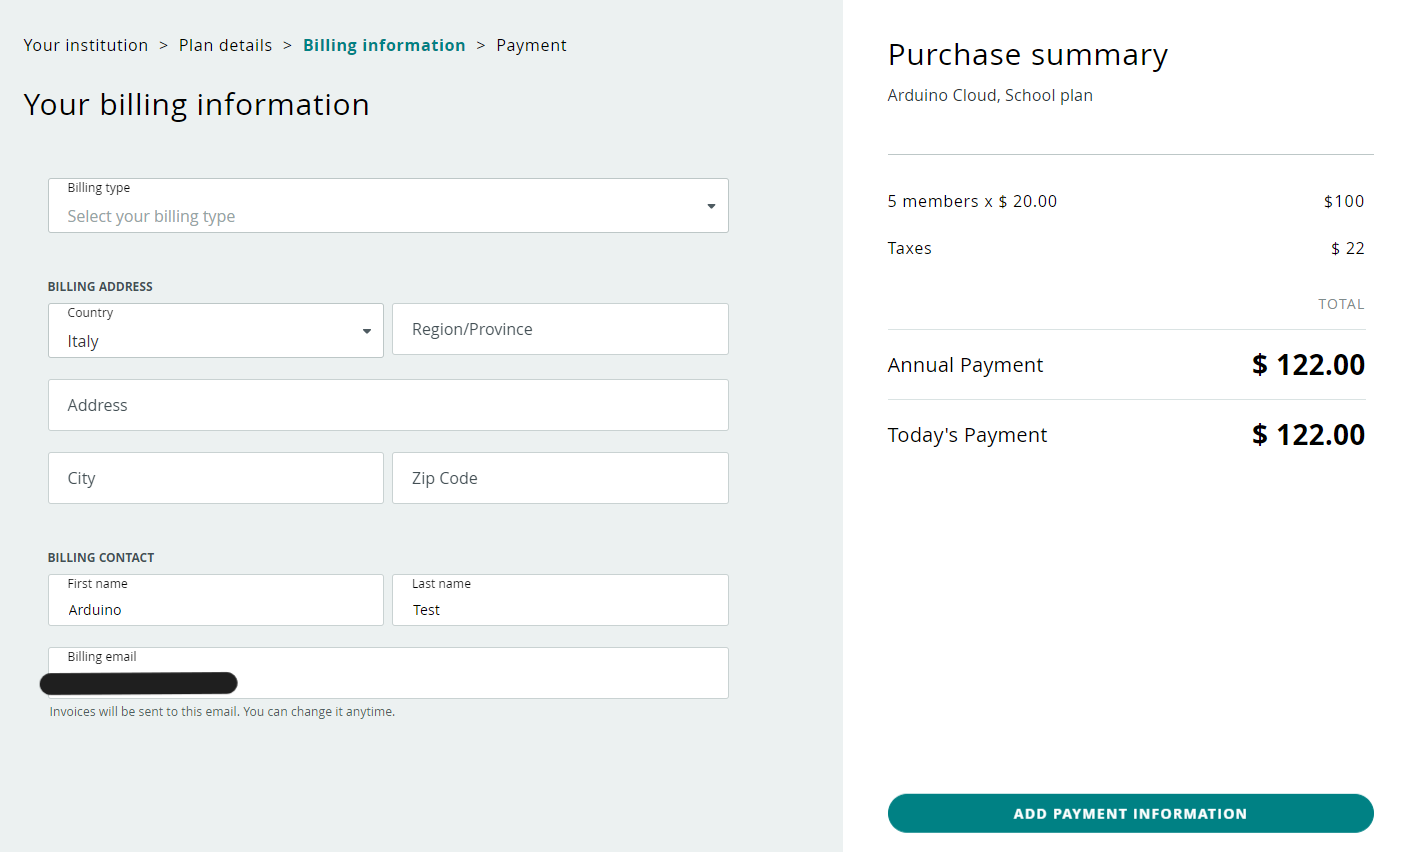 Your institution > Plan details > Billing information > Payment
Your billing information
Billing type
Select your billing type
BILLING ADDRESS
Country
Italy
Region/Province
Address
City
Zip Code
BILLING CONTACT
First name
Arduino
Last name
Test
Billing email
Invoices will be sent to this email. You can change it anytime.
Purchase summary
Arduino Cloud, School plan
5 members x $ 20.00 $100
Taxes $ 22
TOTAL
Annual Payment $ 122.00
Today's Payment $ 122.00
ADD PAYMENT INFORMATION